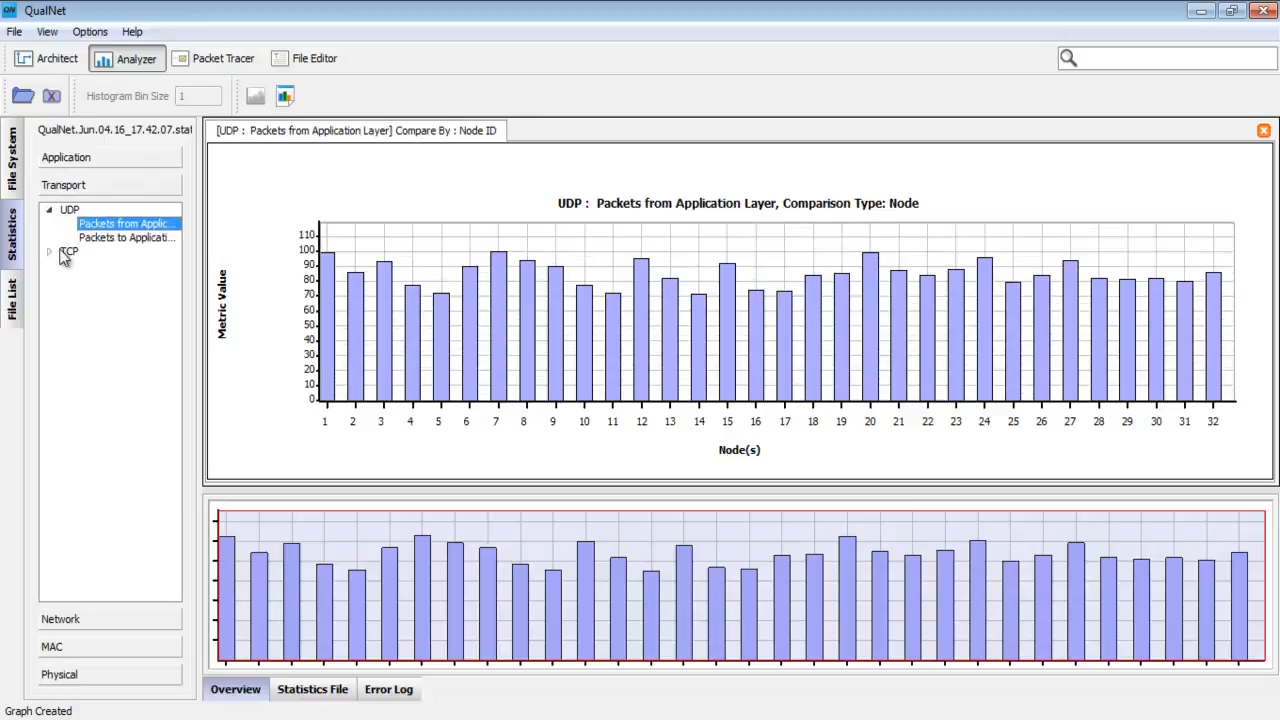 QN QualNet
File View Options Help
Architect Analyzer Packet Tracer File Editor
Histogram Bin Size 1
File System
Statistics
File List
QualNet.Jun.04.16_17.42.07.stat
Application
Transport
UDP
Packets from Applic...
Packets to Applicati...
TCP
Network
MAC
Physical
[UDP : Packets from Application Layer] Compare By : Node ID
UDP : Packets from Application Layer, Comparison Type: Node
Metric Value
110
100
90
80
70
60
50
40
30
20
10
0
1 2 3 4 5 6 7 8 9 10 11 12 13 14 15 16 17 18 19 20 21 22 23 24 25 26 27 28 29 30 31 32
Node(s)
Overview Statistics File Error Log
Graph Created